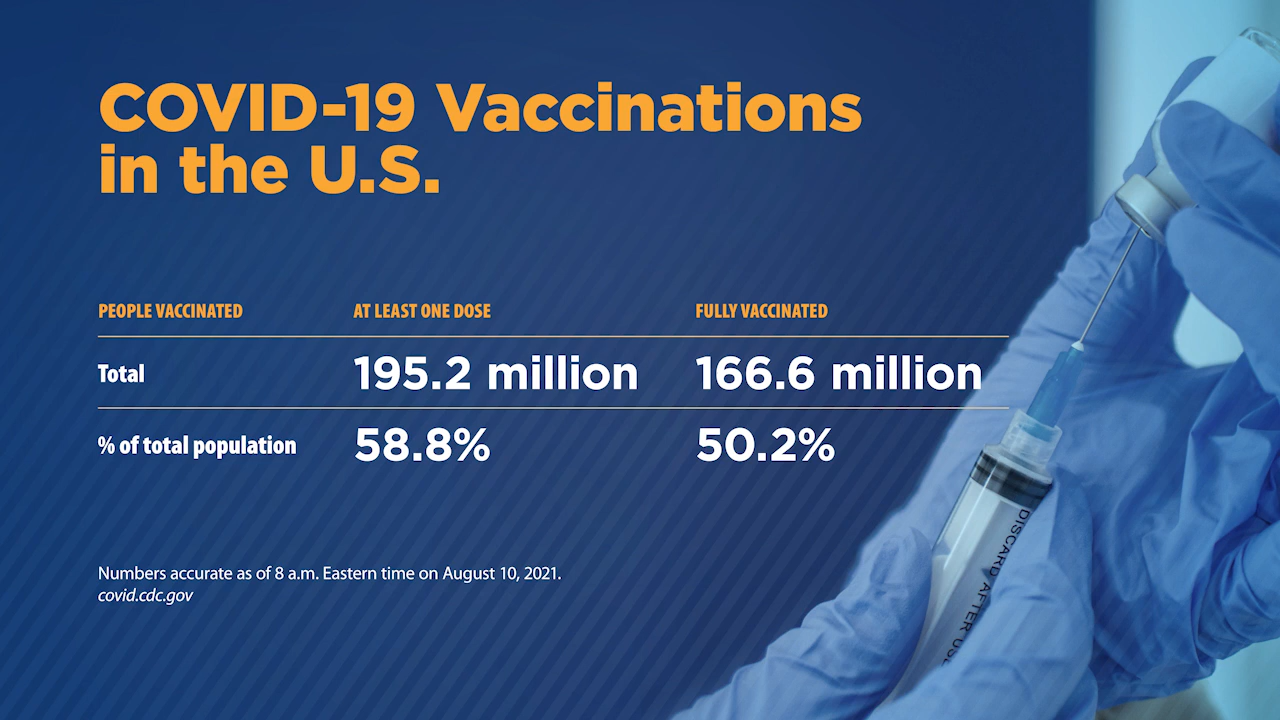 COVID-19 Vaccinations
in the U.S.
PEOPLE VACCINATED AT LEAST ONE DOSE FULLY VACCINATED
Total 195.2 million 166.6 million
% of total population 58.8% 50.2%
Numbers accurate as of 8 a.m. Eastern time on August 10, 2021.
covid.cdc.gov
DISCARD AFTER